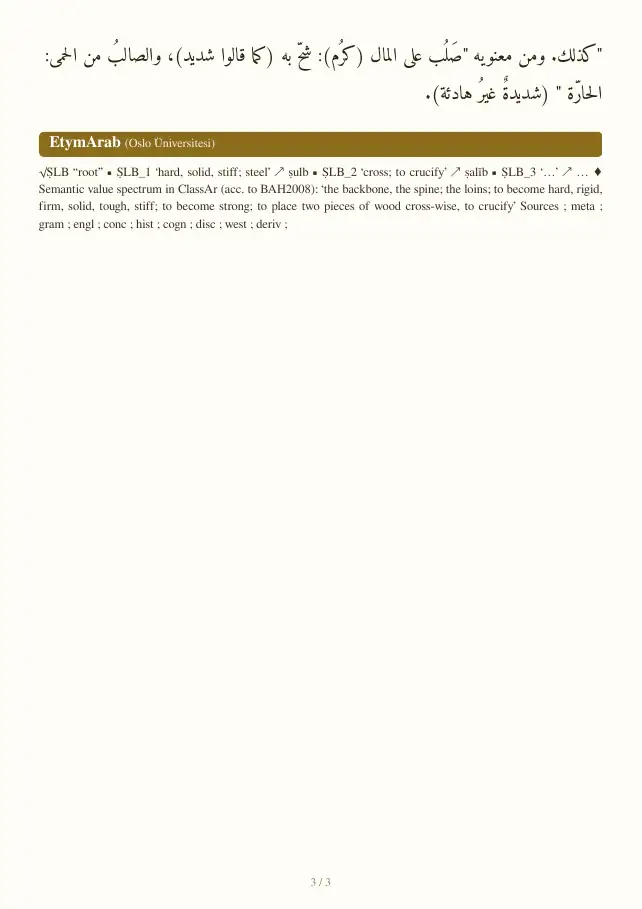 "كذلك. ومن معنويه "صَلُب على المال (كرُم): شحّ به (كما قالوا شديد)، والصالبُ من الحمى:
الحارّة " (شديدةٌ غيرُ هادئة).
EtymArab (Oslo Üniversitesi)
√ṢLB “root” ▪ ṢLB_1 ‘hard, solid, stiff; steel’ ↗ ṣulb ▪ ṢLB_2 ‘cross; to crucify’ ↗ ṣalīb ▪ ṢLB_3 ‘…’ ↗ … ♦
Semantic value spectrum in ClassAr (acc. to BAH2008): ‘the backbone, the spine; the loins; to become hard, rigid,
firm, solid, tough, stiff; to become strong; to place two pieces of wood cross-wise, to crucify’ Sources ; meta ;
gram ; engl ; conc ; hist ; cogn ; disc ; west ; deriv ;
3 / 3